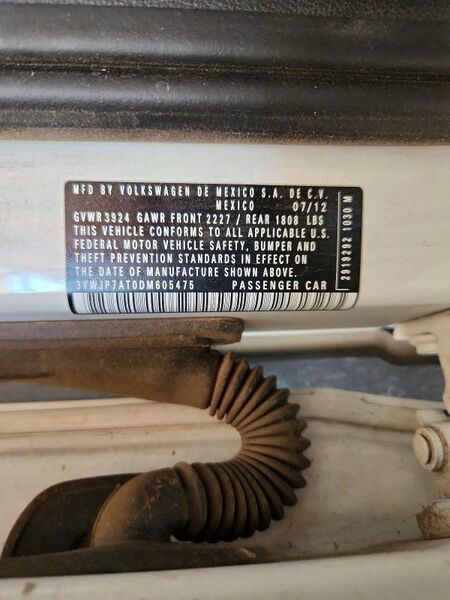 MFD BY VOLKSWAGEN DE MEXICO S.A. DE C.V.
MEXICO 07/12
GVWR 3924 GAWR FRONT 2227 / REAR 1808 LBS
THIS VEHICLE CONFORMS TO ALL APPLICABLE U.S.
FEDERAL MOTOR VEHICLE SAFETY, BUMPER AND
THEFT PREVENTION STANDARDS IN EFFECT ON
THE DATE OF MANUFACTURE SHOWN ABOVE.
3VWJP7AT0DM605475 PASSENGER CAR
2919292 1030 M